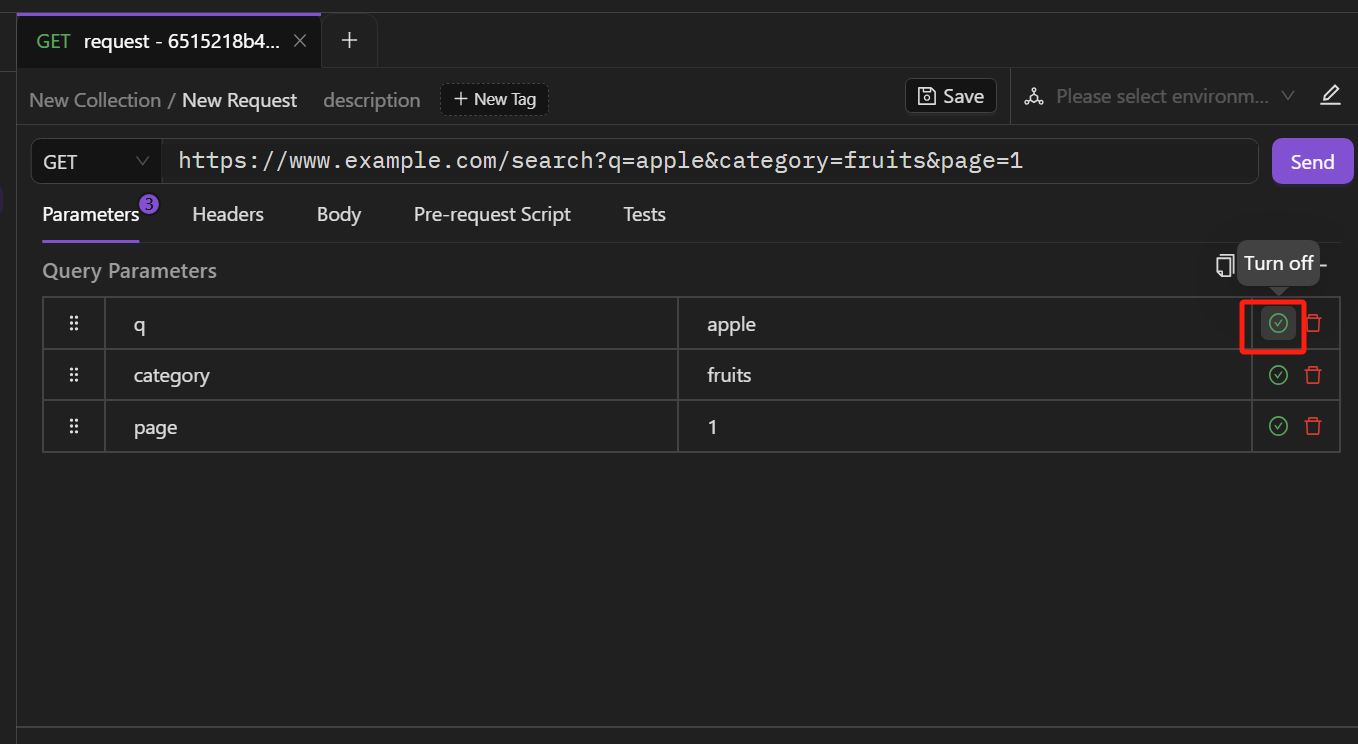 GET request - 6515218b4...
New Collection / New Request description + New Tag Save Please select environm...
GET https://www.example.com/search?q=apple&category=fruits&page=1 Send
Parameters 3 Headers Body Pre-request Script Tests
Query Parameters Turn off
q apple
category fruits
page 1